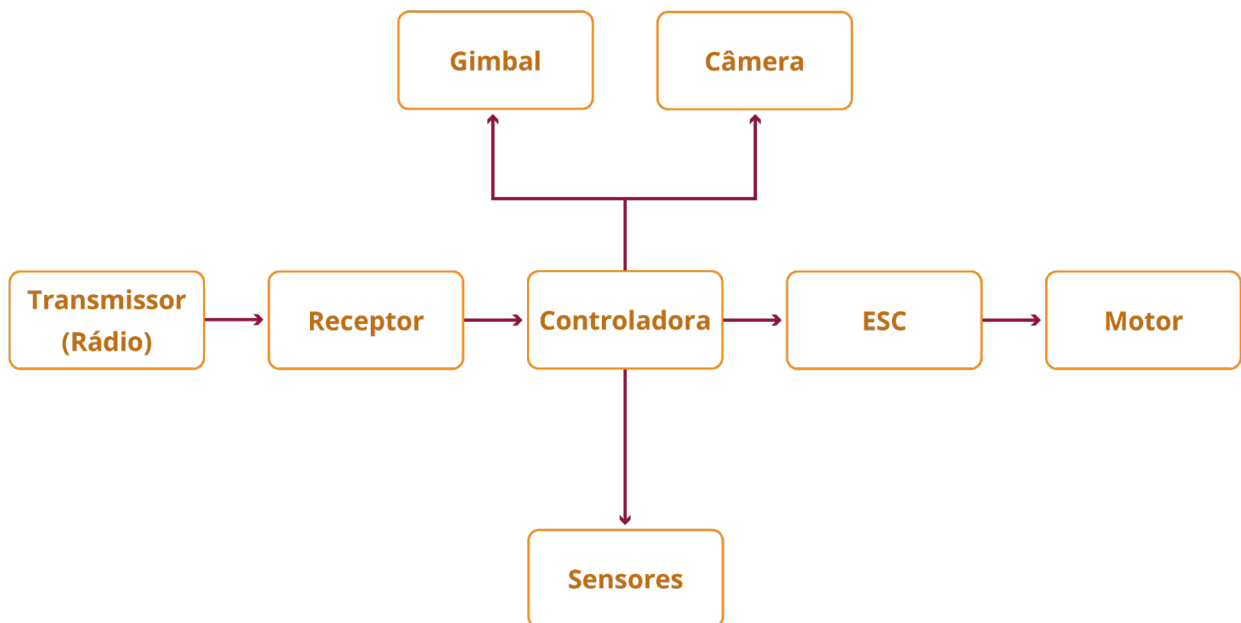 Gimbal
Câmera
Transmissor
(Rádio)
Receptor
Controladora
ESC
Motor
Sensores